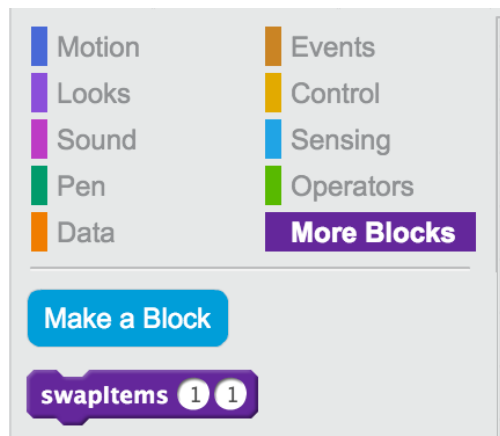 Motion
Events
Looks
Control
Sound
Sensing
Pen
Operators
Data
More Blocks
Make a Block
swapItems 1 1